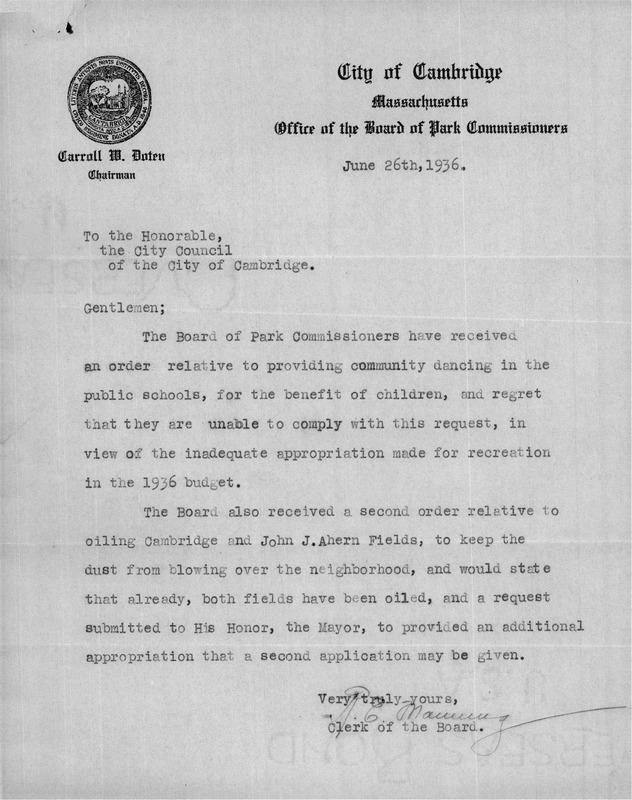 City of Cambridge
Massachusetts
Office of the Board of Park Commissioners
Carroll W. Doten
Chairman
June 26th,1936.
To the Honorable,
the City Council
of the City of Cambridge.
Gentlemen;
The Board of Park Commissioners have received
an order relative to providing community dancing in the
public schools, for the benefit of children, and regret
that they are unable to comply with this request, in
view of the inadequate appropriation made for recreation
in the 1936 budget.
The Board also received a second order relative to
oiling Cambridge and John J.Ahern Fields, to keep the
dust from blowing over the neighborhood, and would state
that already, both fields have been oiled, and a request
submitted to His Honor, the Mayor, to provided an additional
appropriation that a second application may be given.
Very truly yours,
Manning
Clerk of the Board.